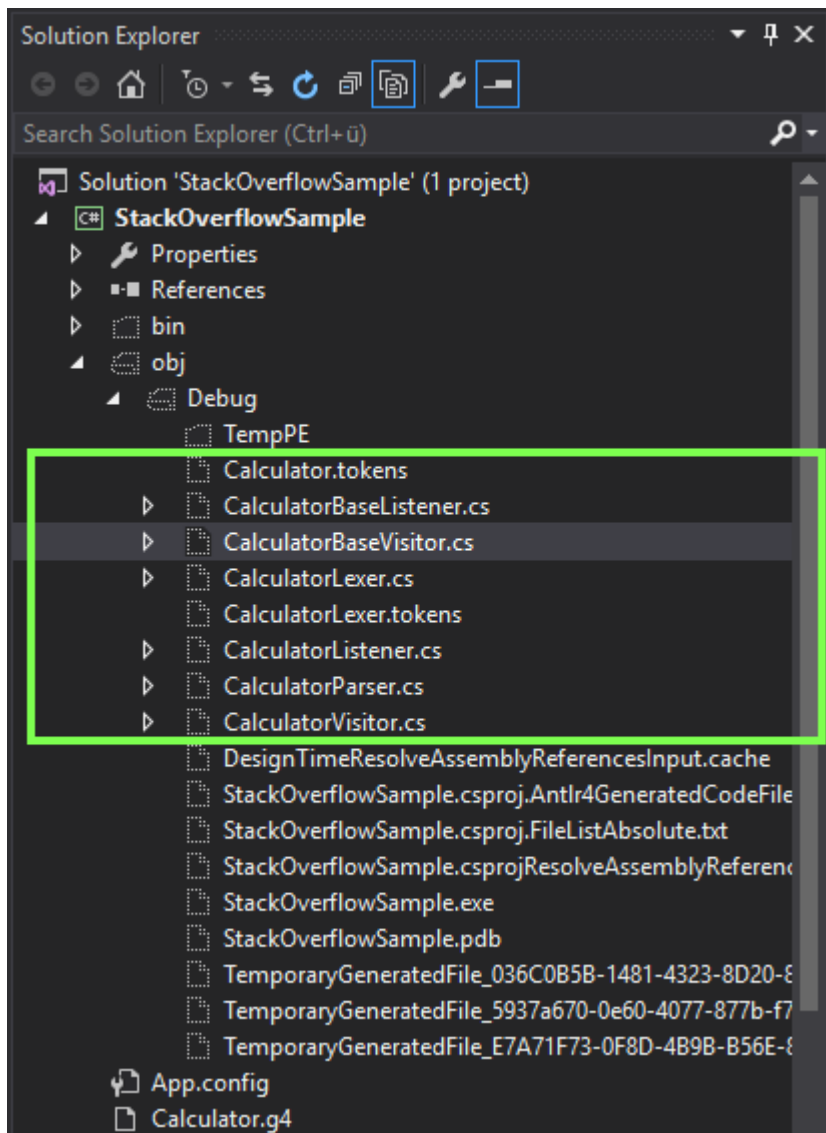 Solution Explorer
Search Solution Explorer (Ctrl+ü)
Solution 'StackOverflowSample' (1 project)
C# StackOverflowSample
Properties
References
bin
obj
Debug
TempPE
Calculator.tokens
CalculatorBaseListener.cs
CalculatorBaseVisitor.cs
CalculatorLexer.cs
CalculatorLexer.tokens
CalculatorListener.cs
CalculatorParser.cs
CalculatorVisitor.cs
DesignTimeResolveAssemblyReferencesInput.cache
StackOverflowSample.csproj.Antlr4GeneratedCodeFile
StackOverflowSample.csproj.FileListAbsolute.txt
StackOverflowSample.csprojResolveAssemblyReferenc
StackOverflowSample.exe
StackOverflowSample.pdb
TemporaryGeneratedFile_036C0B5B-1481-4323-8D20-8
TemporaryGeneratedFile_5937a670-0e60-4077-877b-f7
TemporaryGeneratedFile_E7A71F73-0F8D-4B9B-B56E-8
App.config
Calculator.g4